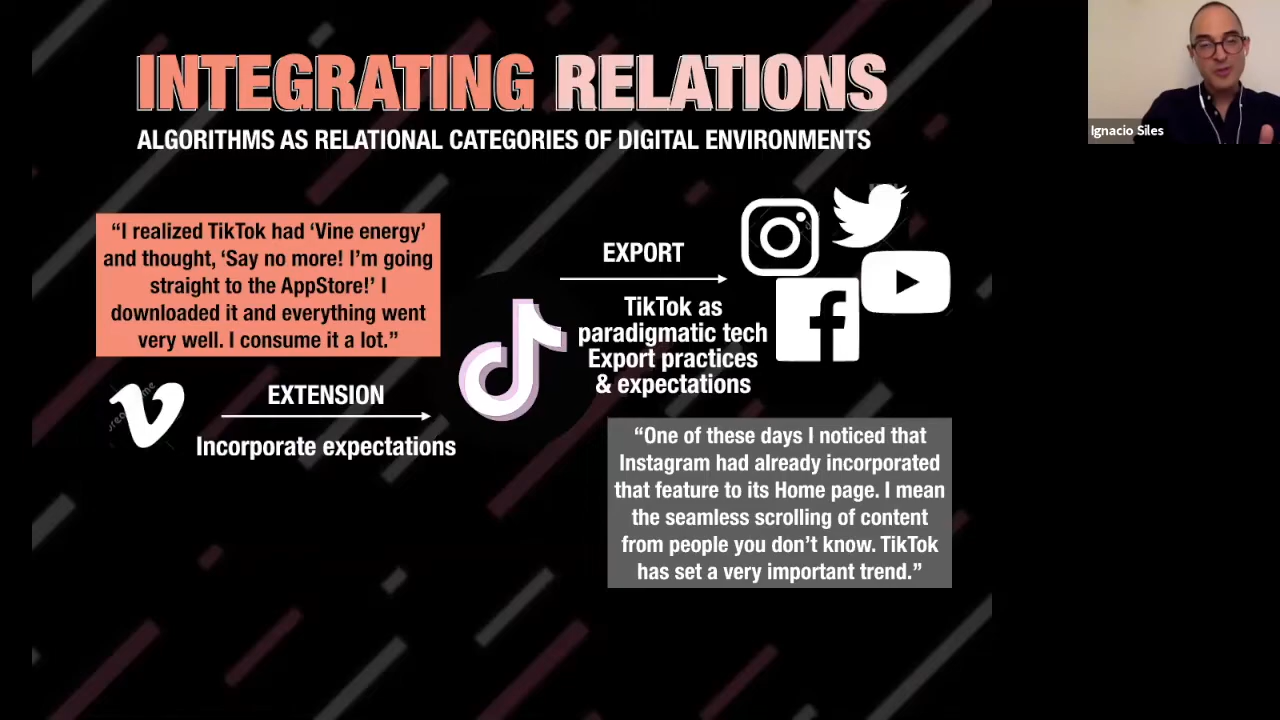 INTEGRATING RELATIONS
ALGORITHMS AS RELATIONAL CATEGORIES OF DIGITAL ENVIRONMENTS
Ignacio Siles
“I realized TikTok had ‘Vine energy’
and thought, ‘Say no more! I’m going
straight to the AppStore!’ I
downloaded it and everything went
very well. I consume it a lot.”
EXTENSION
Incorporate expectations
EXPORT
TikTok as
paradigmatic tech
Export practices
& expectations
“One of these days I noticed that
Instagram had already incorporated
that feature to its Home page. I mean
the seamless scrolling of content
from people you don’t know. TikTok
has set a very important trend.”